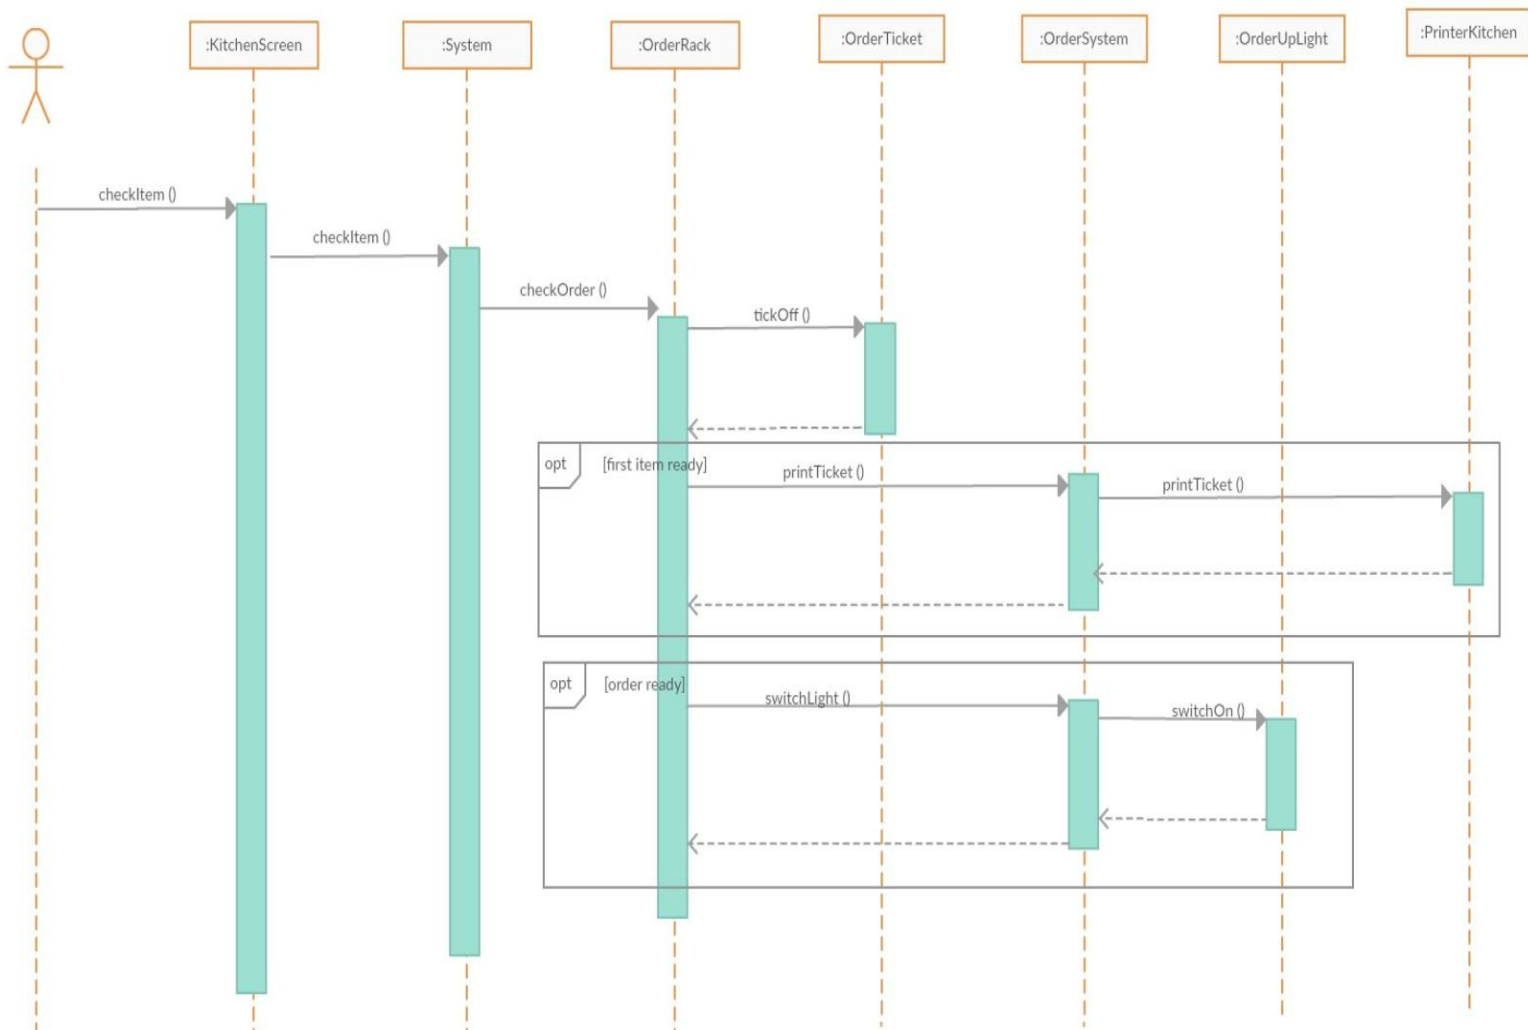 :KitchenScreen
:System
:OrderRack
:OrderTicket
:OrderSystem
:OrderUpLight
:PrinterKitchen
checkItem ()
checkItem ()
checkOrder ()
tickOff ()
opt
[first item ready]
printTicket ()
printTicket ()
opt
[order ready]
switchLight ()
switchOn ()